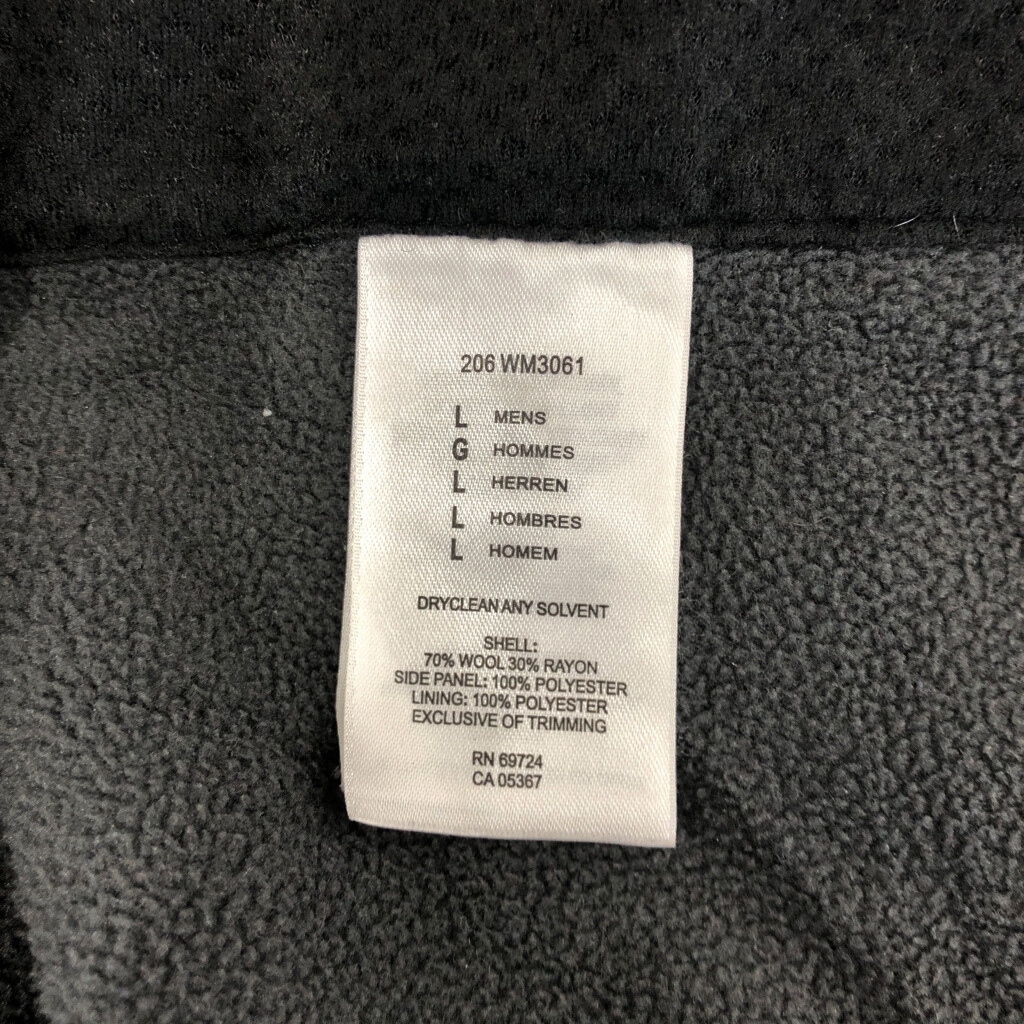 206 WM3061
L MENS
G HOMMES
L HERREN
L HOMBRES
L HOMEM
DRYCLEAN ANY SOLVENT
SHELL:
70% WOOL 30% RAYON
SIDE PANEL: 100% POLYESTER
LINING: 100% POLYESTER
EXCLUSIVE OF TRIMMING
RN 69724
CA 05367